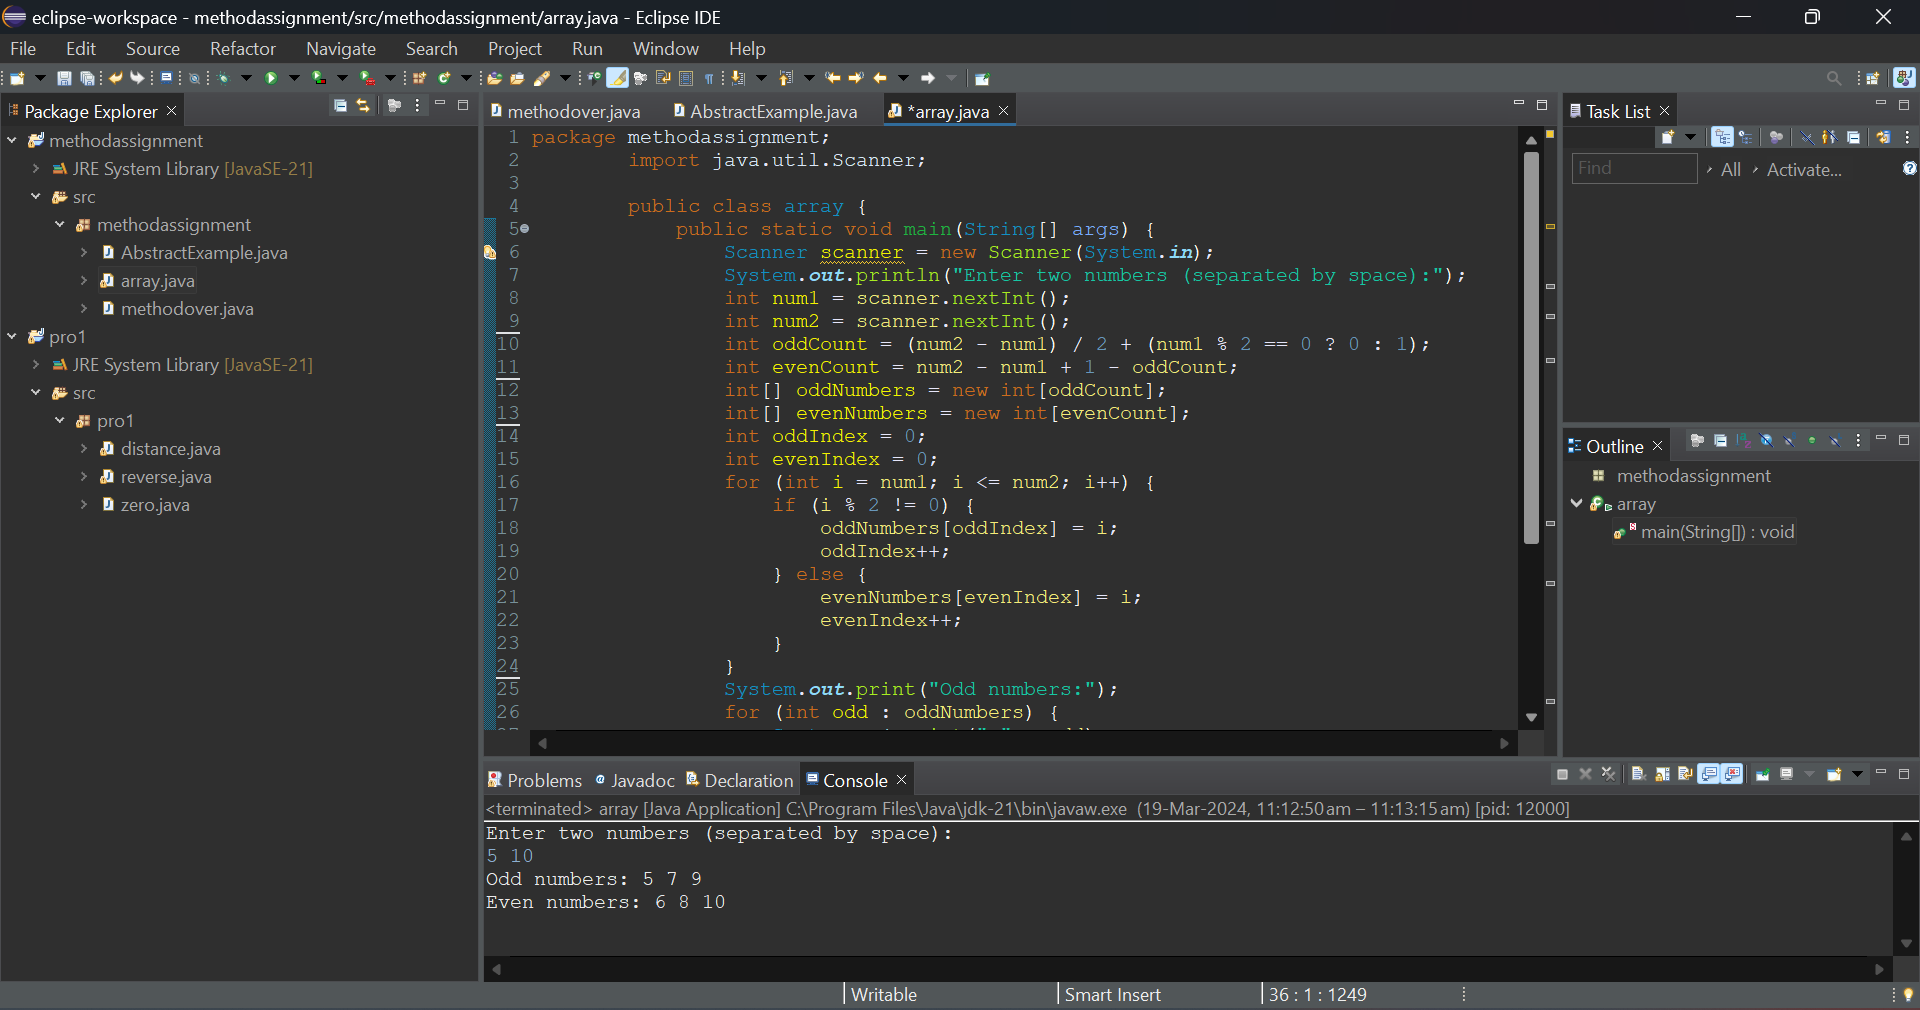 eclipse-workspace - methodassignment/src/methodassignment/array.java - Eclipse IDE
File Edit Source Refactor Navigate Search Project Run Window Help
Package Explorer
methodassignment
JRE System Library [JavaSE-21]
src
methodassignment
AbstractExample.java
array.java
methodover.java
pro1
JRE System Library [JavaSE-21]
src
pro1
distance.java
reverse.java
zero.java
methodover.java AbstractExample.java *array.java
1 package methodassignment;
2 import java.util.Scanner;
3
4 public class array {
5 public static void main(String[] args) {
6 Scanner scanner = new Scanner(System.in);
7 System.out.println("Enter two numbers (separated by space):");
8 int num1 = scanner.nextInt();
9 int num2 = scanner.nextInt();
10 int oddCount = (num2 - num1) / 2 + (num1 % 2 == 0 ? 0 : 1);
11 int evenCount = num2 - num1 + 1 - oddCount;
12 int[] oddNumbers = new int[oddCount];
13 int[] evenNumbers = new int[evenCount];
14 int oddIndex = 0;
15 int evenIndex = 0;
16 for (int i = num1; i <= num2; i++) {
17 if (i % 2 != 0) {
18 oddNumbers[oddIndex] = i;
19 oddIndex++;
20 } else {
21 evenNumbers[evenIndex] = i;
22 evenIndex++;
23 }
24 }
25 System.out.print("Odd numbers:");
26 for (int odd : oddNumbers) {
Task List
Find All Activate...
Outline
methodassignment
array
main(String[]) : void
Problems Javadoc Declaration Console
<terminated> array [Java Application] C:\Program Files\Java\jdk-21\bin\javaw.exe (19-Mar-2024, 11:12:50 am – 11:13:15 am) [pid: 12000]
Enter two numbers (separated by space):
5 10
Odd numbers: 5 7 9
Even numbers: 6 8 10
Writable Smart Insert 36 : 1 : 1249